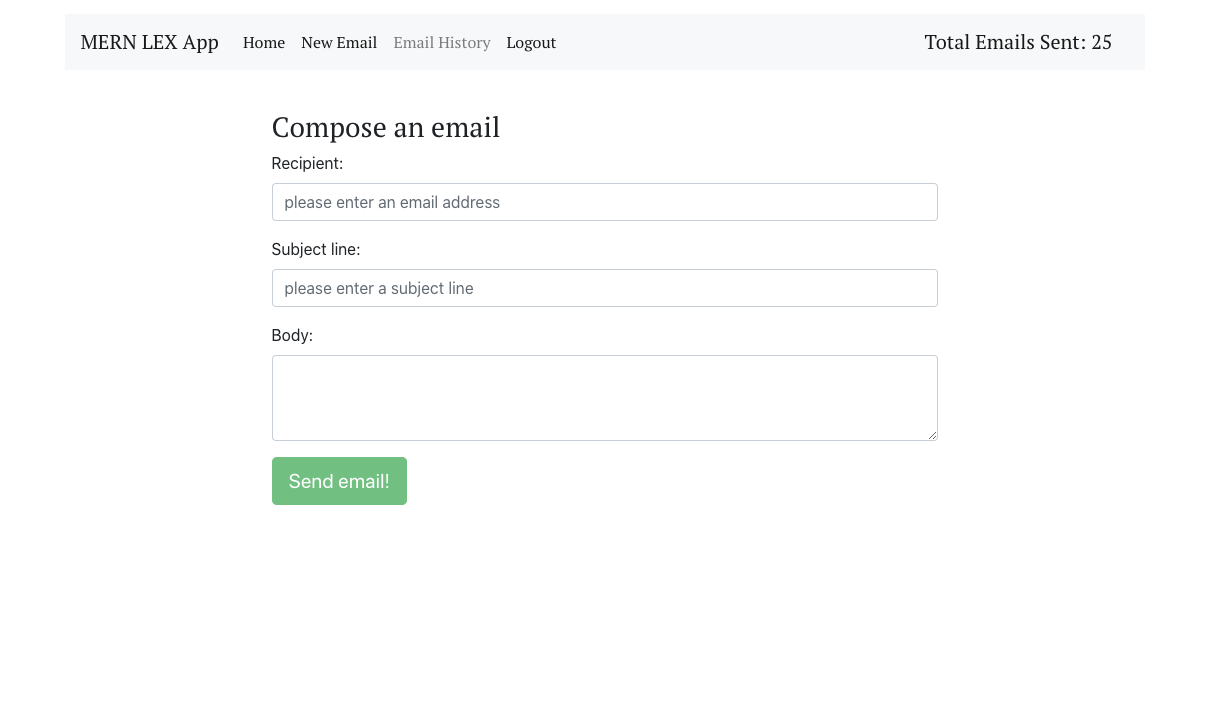 MERN LEX App Home New Email Email History Logout Total Emails Sent: 25
Compose an email
Recipient:
please enter an email address
Subject line:
please enter a subject line
Body:
Send email!